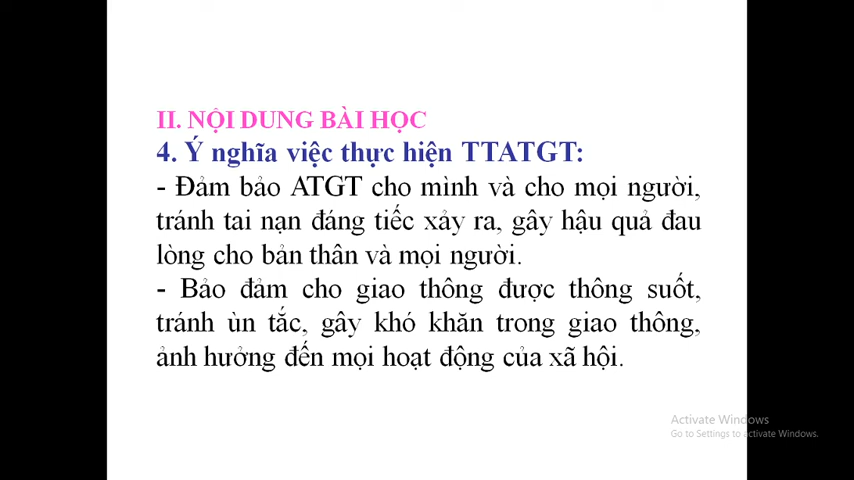 II. NỘI DUNG BÀI HỌC
4. Ý nghĩa việc thực hiện TTATGT:
- Đảm bảo ATGT cho mình và cho mọi người,
tránh tai nạn đáng tiếc xảy ra, gây hậu quả đau
lòng cho bản thân và mọi người.
- Bảo đảm cho giao thông được thông suốt,
tránh ùn tắc, gây khó khăn trong giao thông,
ảnh hưởng đến mọi hoạt động của xã hội.
Activate Windows
Go to Settings to activate Windows.